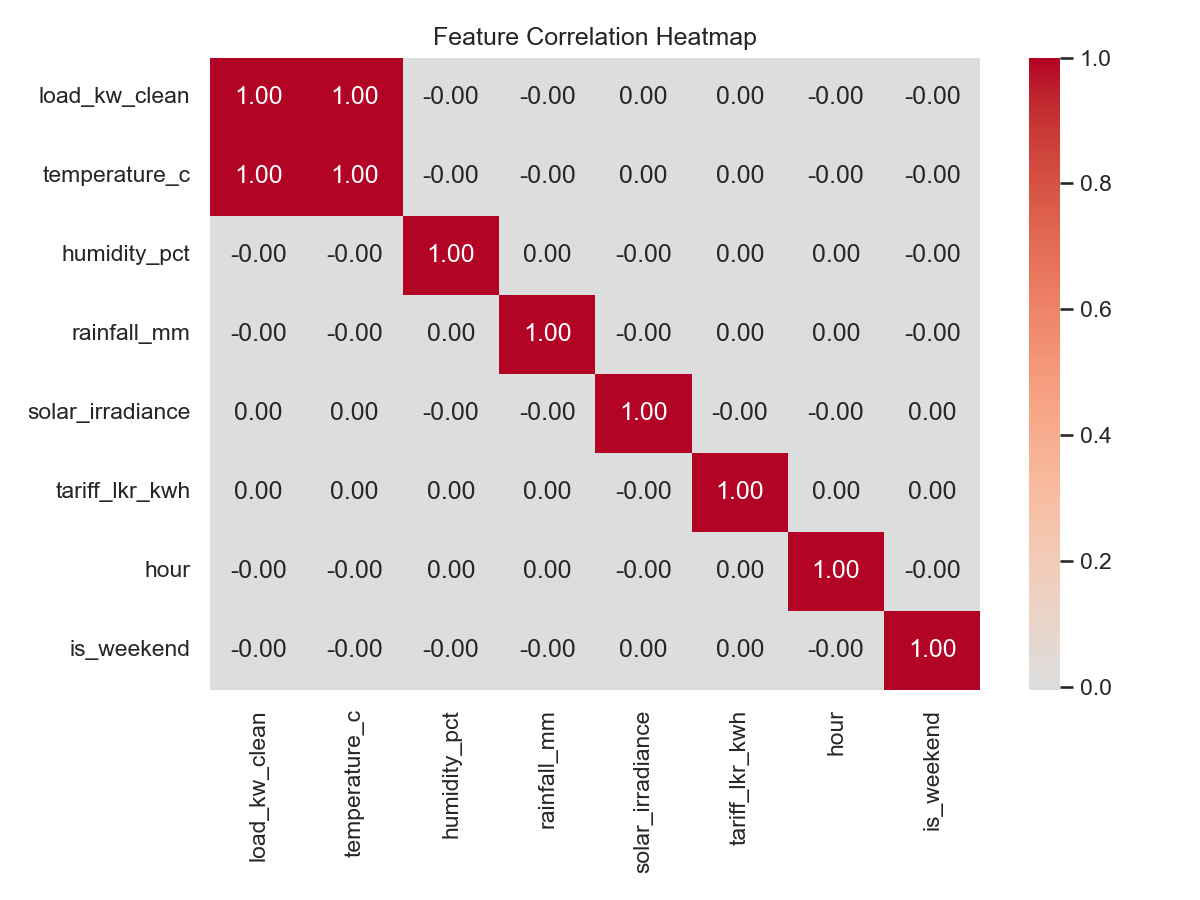 Feature Correlation Heatmap
load_kw_clean 1.00 1.00 -0.00 -0.00 0.00 0.00 -0.00 -0.00
temperature_c 1.00 1.00 -0.00 -0.00 0.00 0.00 -0.00 -0.00
humidity_pct -0.00 -0.00 1.00 0.00 -0.00 0.00 0.00 -0.00
rainfall_mm -0.00 -0.00 0.00 1.00 -0.00 0.00 0.00 -0.00
solar_irradiance 0.00 0.00 -0.00 -0.00 1.00 -0.00 -0.00 0.00
tariff_lkr_kwh 0.00 0.00 0.00 0.00 -0.00 1.00 0.00 0.00
hour -0.00 -0.00 0.00 0.00 -0.00 0.00 1.00 -0.00
is_weekend -0.00 -0.00 -0.00 -0.00 0.00 0.00 -0.00 1.00
load_kw_clean
temperature_c
humidity_pct
rainfall_mm
solar_irradiance
tariff_lkr_kwh
hour
is_weekend
1.0
0.8
0.6
0.4
0.2
0.0